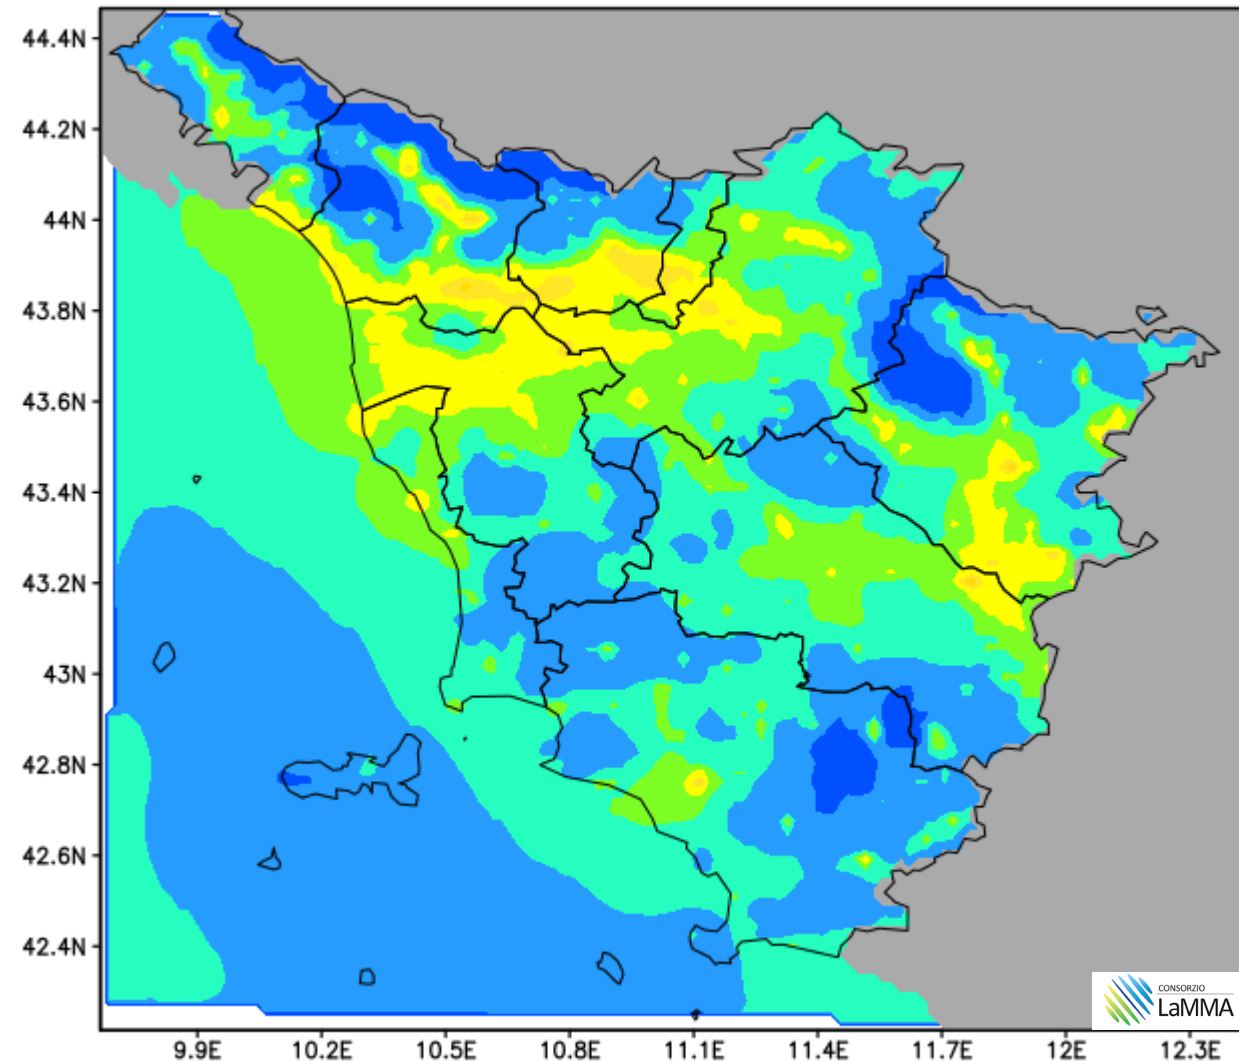 44.4N
44.2N
44N
43.8N
43.6N
43.4N
43.2N
43N
42.8N
42.6N
42.4N
CONSORZIO
LaMMA
9.9E 10.2E 10.5E 10.8E 11.1E 11.4E 11.7E 12E 12.3E